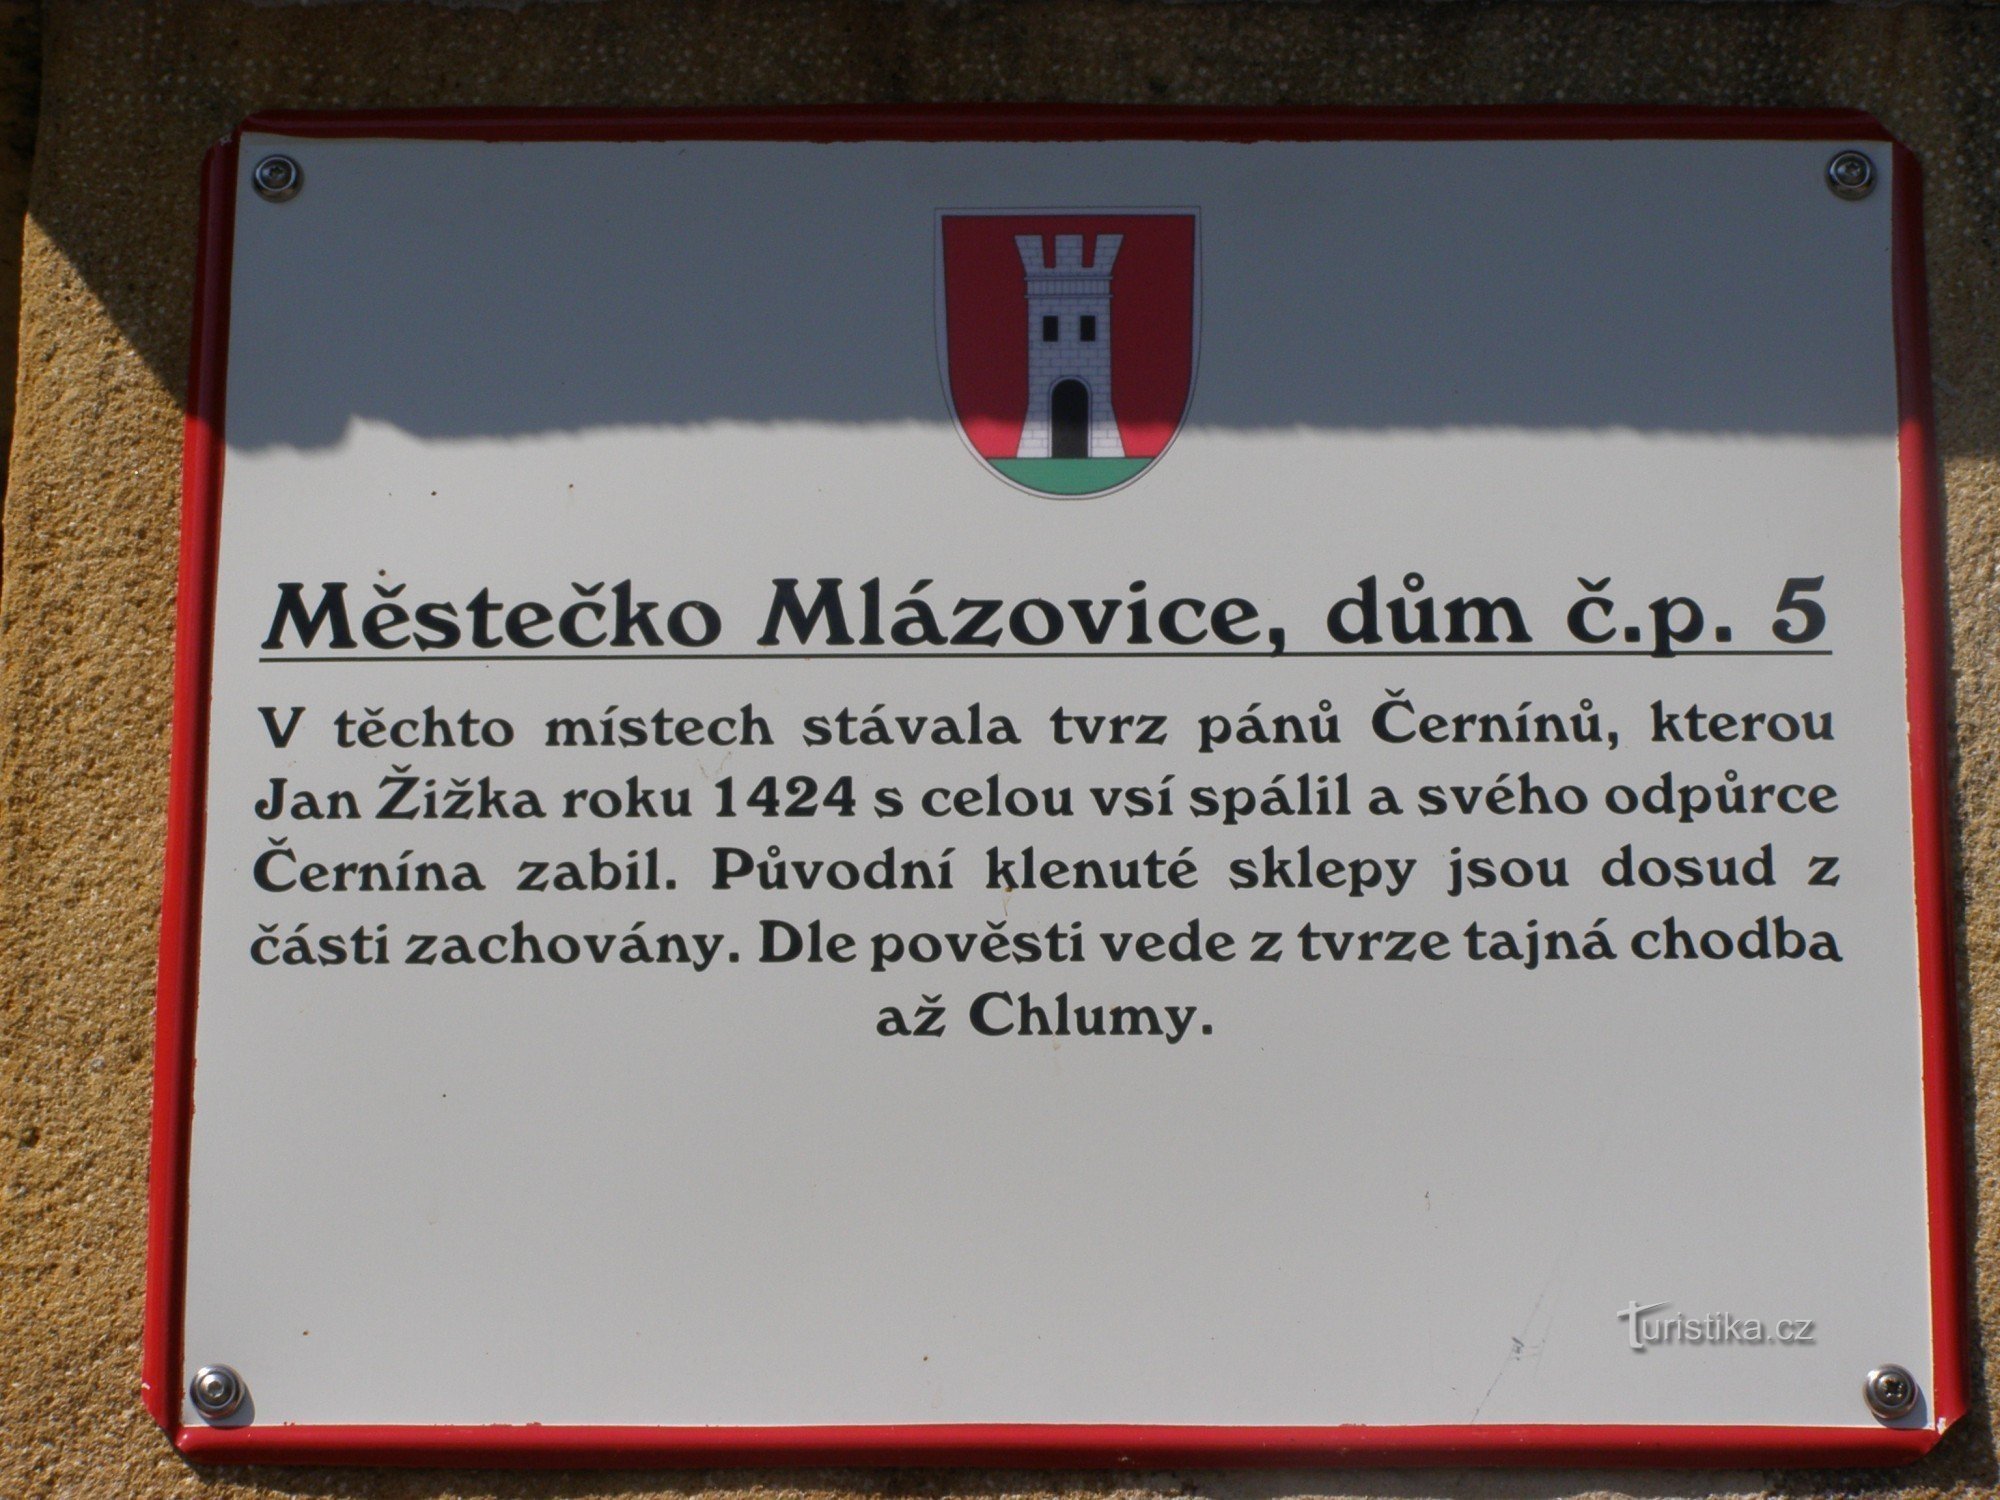 Městečko Mlázovice, dům č.p. 5
V těchto místech stávala tvrz pánů Černínů, kterou
Jan Žižka roku 1424 s celou vsí spálil a svého odpůrce
Černína zabil. Původní klenuté sklepy jsou dosud z
části zachovány. Dle pověsti vede z tvrze tajná chodba
až Chlumy.
Turistika.cz